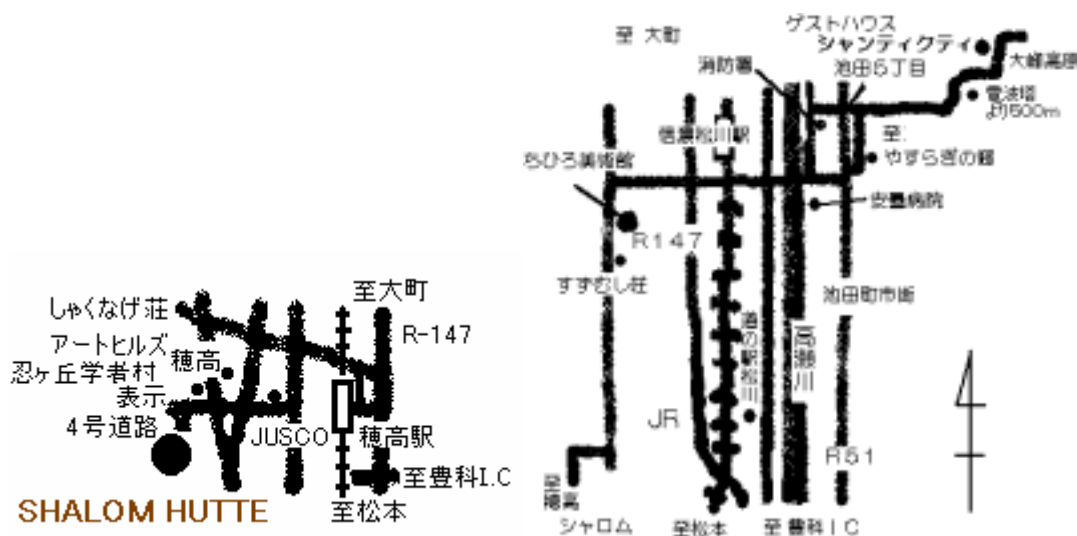 しゃくなげ荘
アートヒルズ
忍ヶ丘学者村
表示
4号道路
穂高
JUSCO
至大町
R-147
穂高駅
至豊科I.C
至松本
SHALOM HUTTE
至 大町
ゲストハウス
シャンティクティ
消防署
池田5丁目
大峰高原
電波塔
より500m
信濃松川駅
至
ちひろ美術館
やすらぎの郷
安曇病院
R147
すずむし荘
池田町市街
道の駅松川
高瀬川
JR
R51
至穂高
シャロム
至松本
至 豊科IC